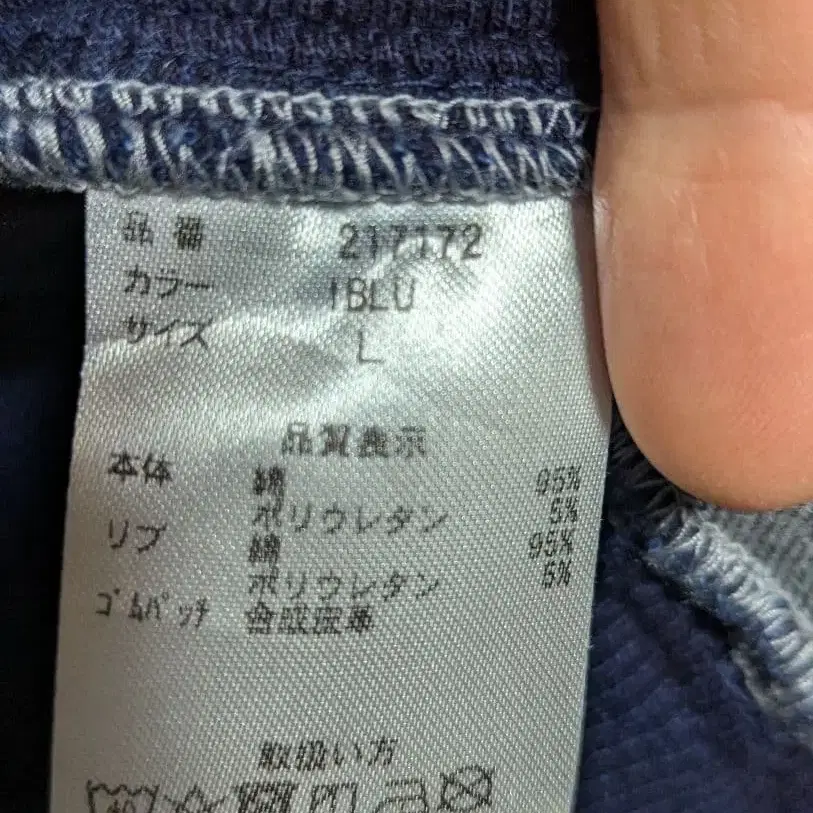 品番 217172
カラー IBLU
サイズ L
品質表示
本体 綿 95%
ポリウレタン 5%
リブ 綿 95%
ポリウレタン 5%
ゴムパッチ 合成皮革
取扱い方
40